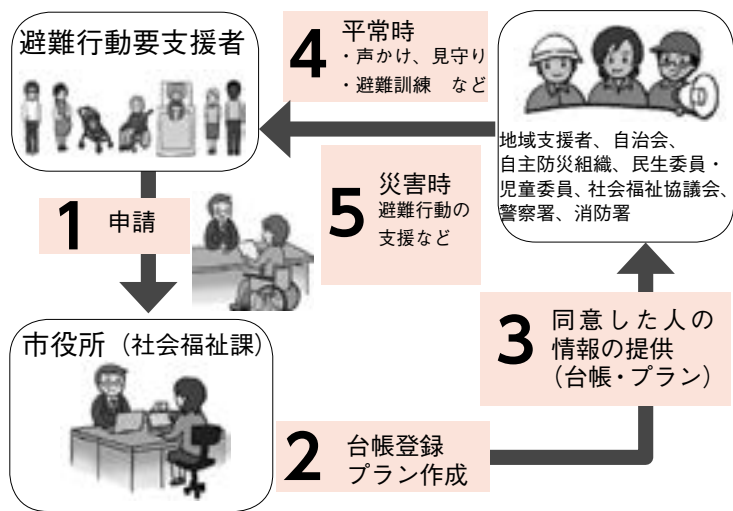 避難行動要支援者
1 申請
市役所（社会福祉課）
2 台帳登録
プラン作成
3 同意した人の
情報の提供
（台帳・プラン）
地域支援者、自治会、
自主防災組織、民生委員・
児童委員、社会福祉協議会、
警察署、消防署
4 平常時
・声かけ、見守り
・避難訓練　など
5 災害時
避難行動の
支援など